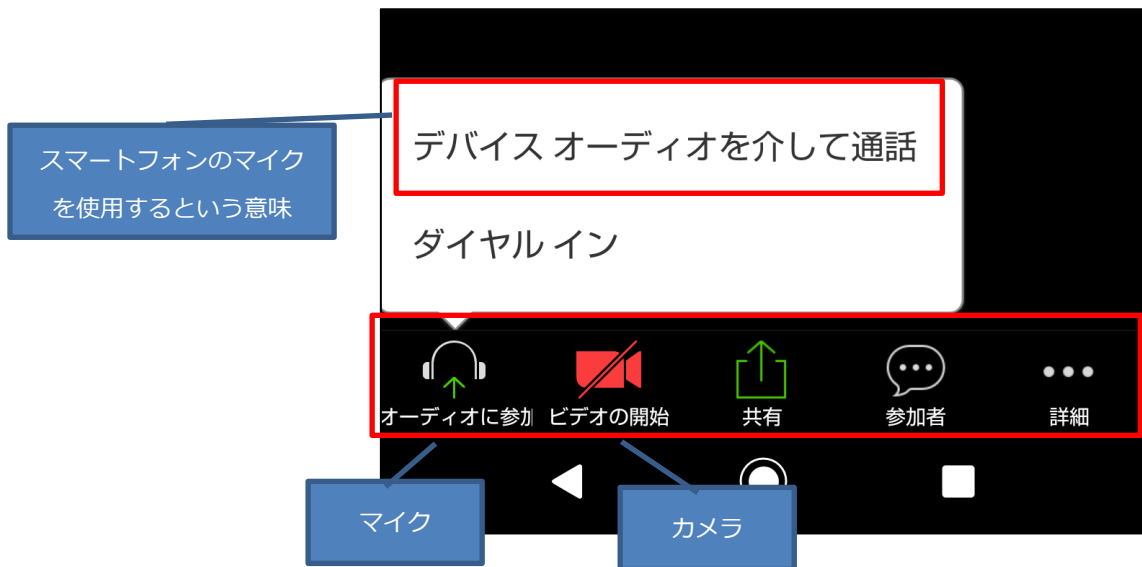 デバイス オーディオを介して通話
スマートフォンのマイク
を使用するという意味
ダイヤル イン
オーディオに参加
ビデオの開始
共有
参加者
詳細
マイク
カメラ